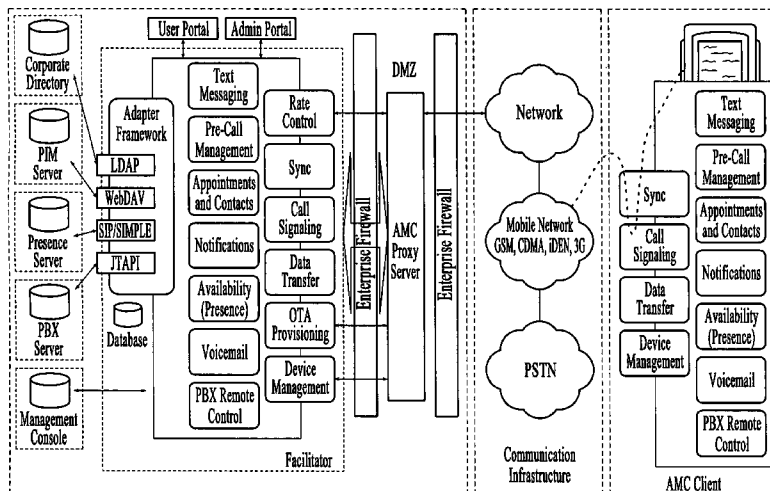 User Portal
Admin Portal
Corporate
Directory
PIM
Server
Presence
Server
PBX
Server
Management
Console
Adapter
Framework
LDAP
WebDAV
SIP/SIMPLE
JTAPI
Database
Text
Messaging
Pre-Call
Management
Appointments
and Contacts
Notifications
Availability
(Presence)
Voicemail
PBX Remote
Control
Rate
Control
Sync
Call
Signaling
Data
Transfer
OTA
Provisioning
Device
Management
Facilitator
Enterprise Firewall
DMZ
AMC
Proxy
Server
Enterprise Firewall
Network
Mobile Network
GSM, CDMA, iDEN, 3G
PSTN
Communication
Infrastructure
Sync
Call
Signaling
Data
Transfer
Device
Management
Text
Messaging
Pre-Call
Management
Appointments
and Contacts
Notifications
Availability
(Presence)
Voicemail
PBX Remote
Control
AMC Client